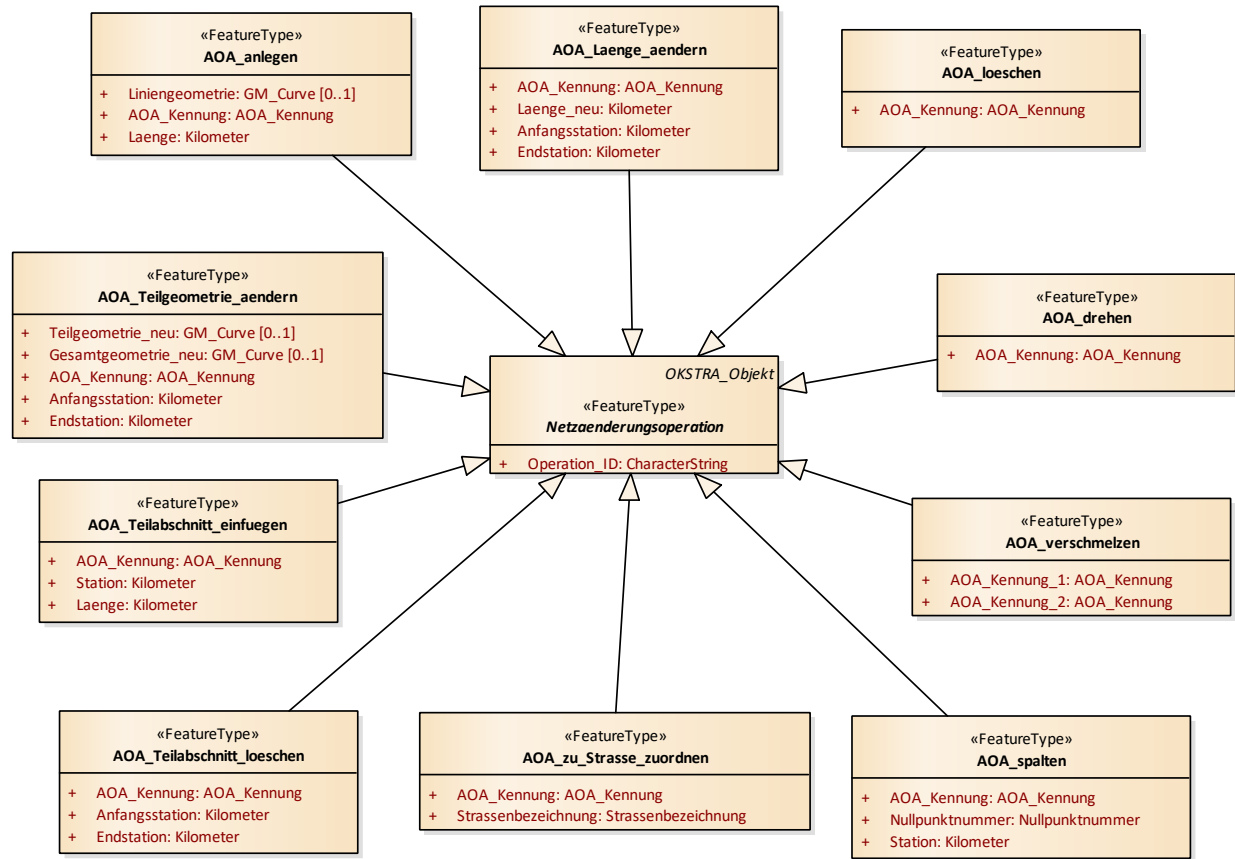 «FeatureType»
AOA_anlegen
+ Liniengeometrie: GM_Curve [0..1]
+ AOA_Kennung: AOA_Kennung
+ Laenge: Kilometer
«FeatureType»
AOA_Laenge_aendern
+ AOA_Kennung: AOA_Kennung
+ Laenge_neu: Kilometer
+ Anfangsstation: Kilometer
+ Endstation: Kilometer
«FeatureType»
AOA_loeschen
+ AOA_Kennung: AOA_Kennung
«FeatureType»
AOA_Teilgeometrie_aendern
+ Teilgeometrie_neu: GM_Curve [0..1]
+ Gesamtgeometrie_neu: GM_Curve [0..1]
+ AOA_Kennung: AOA_Kennung
+ Anfangsstation: Kilometer
+ Endstation: Kilometer
«FeatureType»
AOA_drehen
+ AOA_Kennung: AOA_Kennung
OKSTRA_Objekt
«FeatureType»
Netzaenderungsoperation
+ Operation_ID: CharacterString
«FeatureType»
AOA_Teilabschnitt_einfuegen
+ AOA_Kennung: AOA_Kennung
+ Station: Kilometer
+ Laenge: Kilometer
«FeatureType»
AOA_verschmelzen
+ AOA_Kennung_1: AOA_Kennung
+ AOA_Kennung_2: AOA_Kennung
«FeatureType»
AOA_Teilabschnitt_loeschen
+ AOA_Kennung: AOA_Kennung
+ Anfangsstation: Kilometer
+ Endstation: Kilometer
«FeatureType»
AOA_zu_Strasse_zuordnen
+ AOA_Kennung: AOA_Kennung
+ Strassenbezeichnung: Strassenbezeichnung
«FeatureType»
AOA_spalten
+ AOA_Kennung: AOA_Kennung
+ Nullpunktnummer: Nullpunktnummer
+ Station: Kilometer